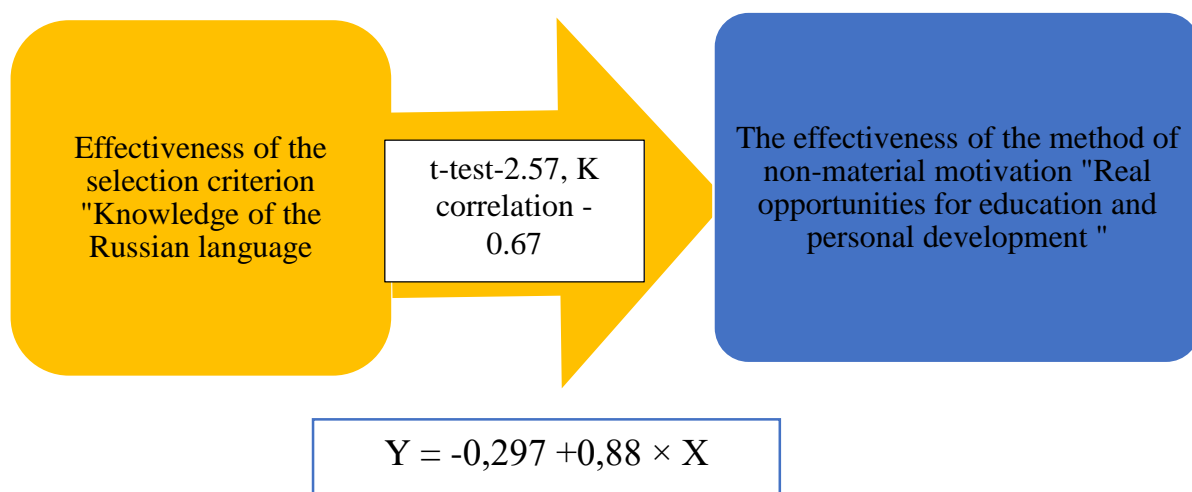 Effectiveness of the
selection criterion
"Knowledge of the
Russian language
t-test-2.57, K
correlation -
0.67
The effectiveness of the method of
non-material motivation "Real
opportunities for education and
personal development "
Y = -0,297 +0,88 × X